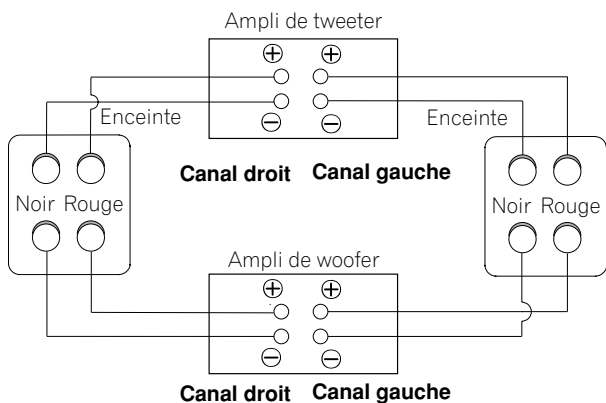 Ampli de tweeter
Enceinte
Enceinte
Canal droit Canal gauche
Noir Rouge
Noir Rouge
Ampli de woofer
Canal droit Canal gauche